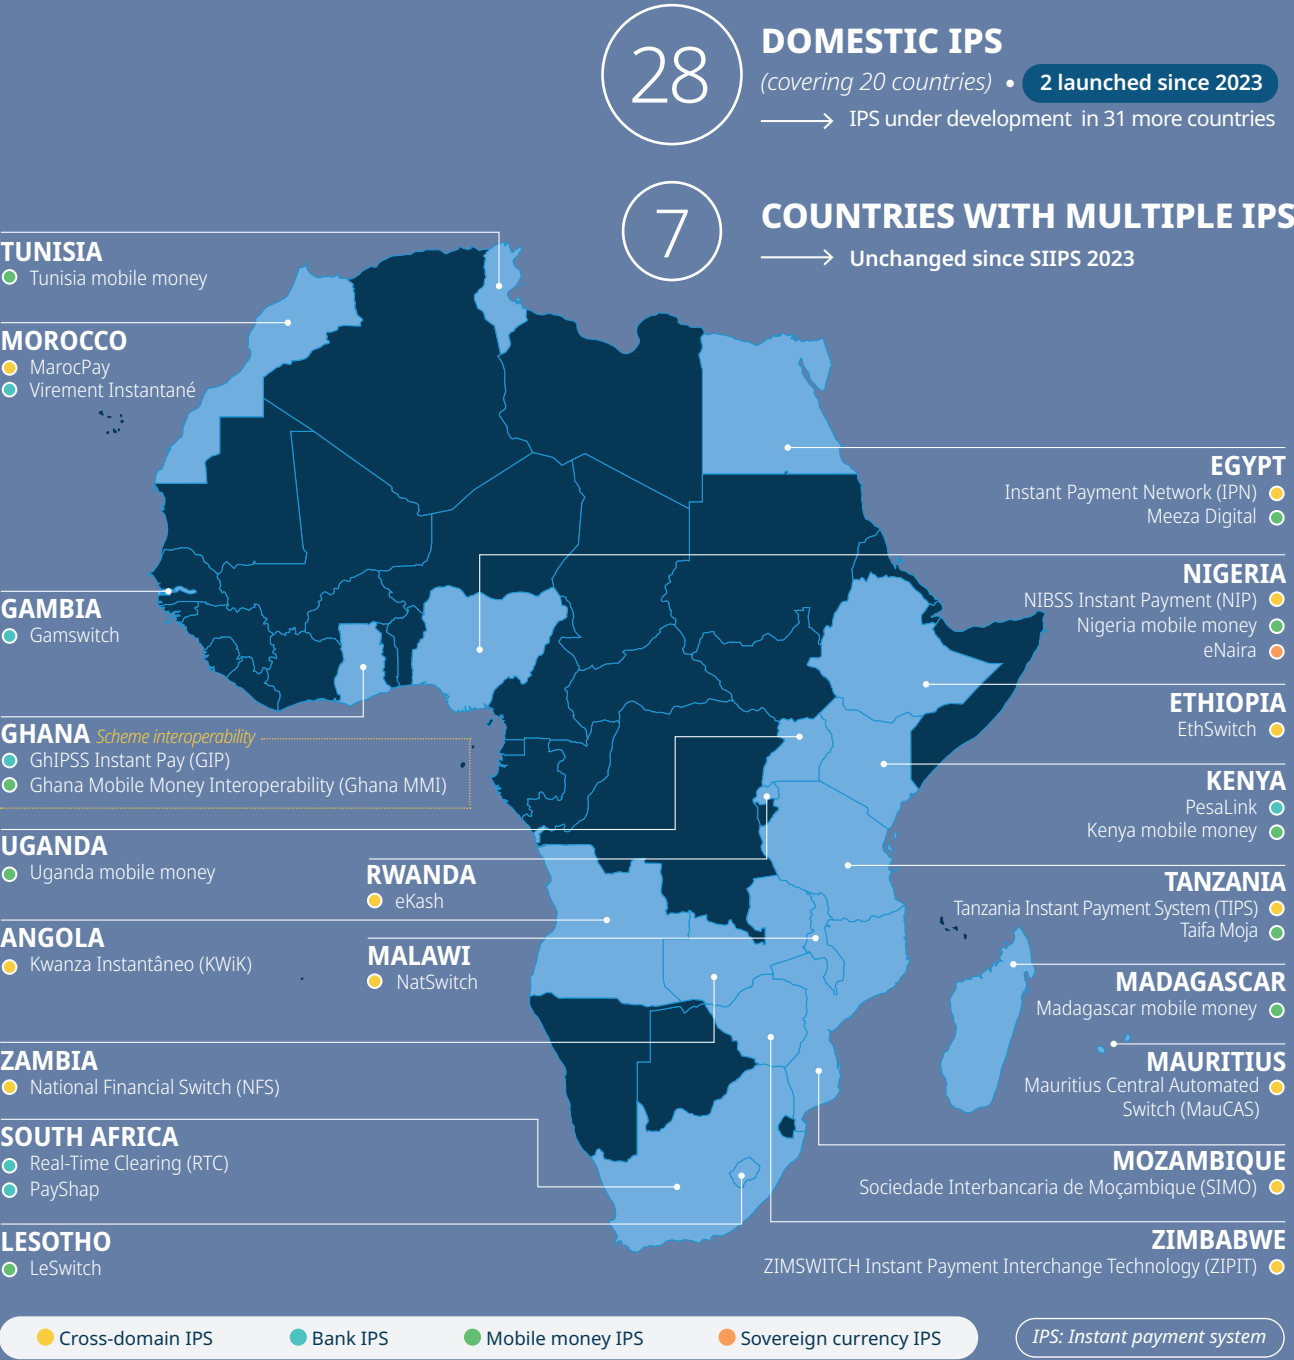 28
DOMESTIC IPS
(covering 20 countries) • 2 launched since 2023
IPS under development in 31 more countries
7
COUNTRIES WITH MULTIPLE IPS
Unchanged since SIIPS 2023
TUNISIA
Tunisia mobile money
MOROCCO
MarocPay
Virement Instantané
GAMBIA
Gamswitch
GHANA Scheme interoperability
GhIPSS Instant Pay (GIP)
Ghana Mobile Money Interoperability (Ghana MMI)
UGANDA
Uganda mobile money
RWANDA
eKash
ANGOLA
Kwanza Instantâneo (KWiK)
MALAWI
NatSwitch
ZAMBIA
National Financial Switch (NFS)
SOUTH AFRICA
Real-Time Clearing (RTC)
PayShap
LESOTHO
LeSwitch
EGYPT
Instant Payment Network (IPN)
Meeza Digital
NIGERIA
NIBSS Instant Payment (NIP)
Nigeria mobile money
eNaira
ETHIOPIA
EthSwitch
KENYA
PesaLink
Kenya mobile money
TANZANIA
Tanzania Instant Payment System (TIPS)
Taifa Moja
MADAGASCAR
Madagascar mobile money
MAURITIUS
Mauritius Central Automated
Switch (MauCAS)
MOZAMBIQUE
Sociedade Interbancaria de Moçambique (SIMO)
ZIMBABWE
ZIMSWITCH Instant Payment Interchange Technology (ZIPIT)
Cross-domain IPS
Bank IPS
Mobile money IPS
Sovereign currency IPS
IPS: Instant payment system